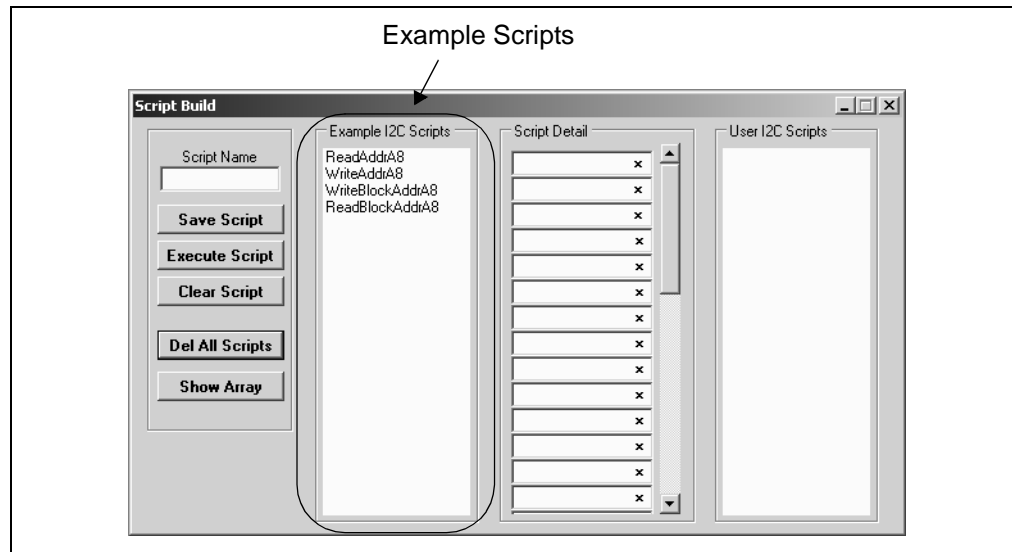 Example Scripts
Script Build
Script Name
Save Script
Execute Script
Clear Script
Del All Scripts
Show Array
Example I2C Scripts
ReadAddrA8
WriteAddrA8
WriteBlockAddrA8
ReadBlockAddrA8
Script Detail
x
x
x
x
x
x
x
x
x
x
x
x
x
x
User I2C Scripts